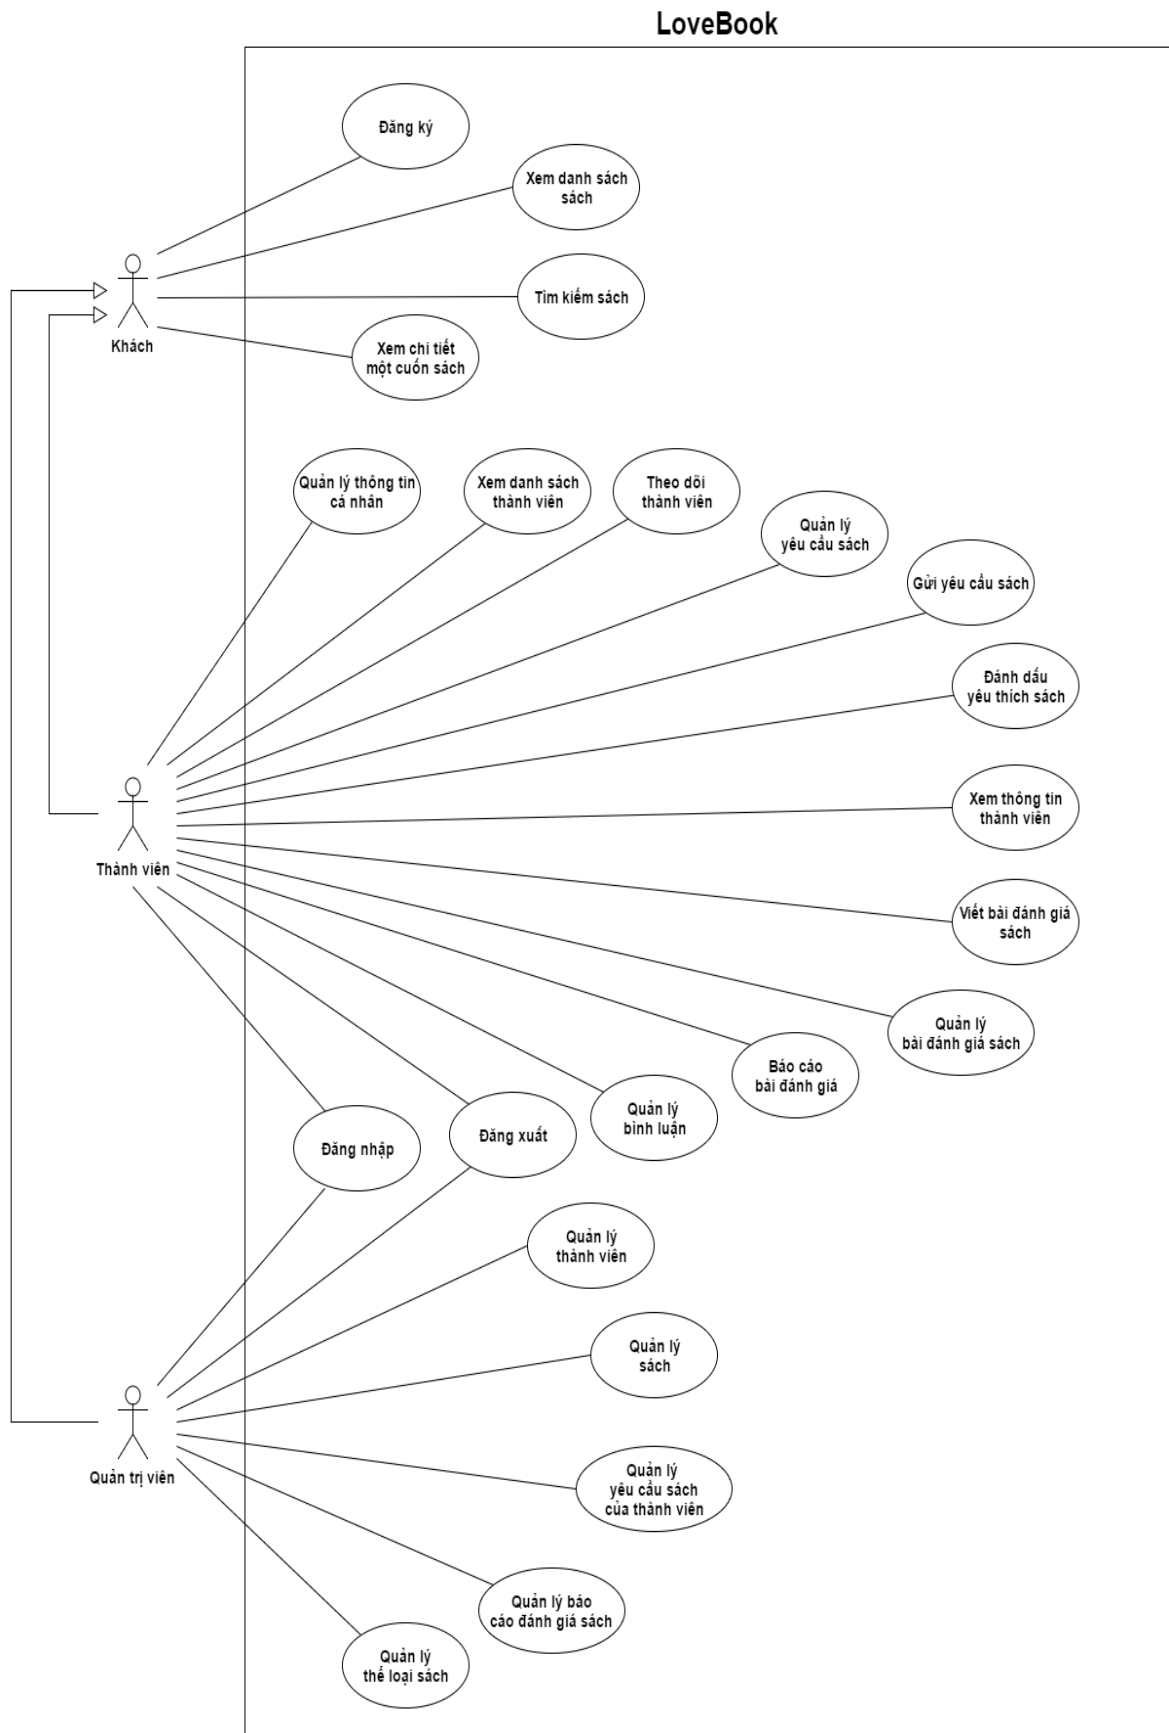 LoveBook
Đăng ký
Xem danh sách
sách
Tìm kiếm sách
Khách
Xem chi tiết
một cuốn sách
Quản lý thông tin
cá nhân
Xem danh sách
thành viên
Theo dõi
thành viên
Quản lý
yêu cầu sách
Gửi yêu cầu sách
Đánh dấu
yêu thích sách
Xem thông tin
thành viên
Thành viên
Viết bài đánh giá
sách
Quản lý
bài đánh giá sách
Báo cáo
bài đánh giá
Quản lý
bình luận
Đăng xuất
Đăng nhập
Quản lý
thành viên
Quản lý
sách
Quản trị viên
Quản lý
yêu cầu sách
của thành viên
Quản lý báo
cáo đánh giá sách
Quản lý
thể loại sách